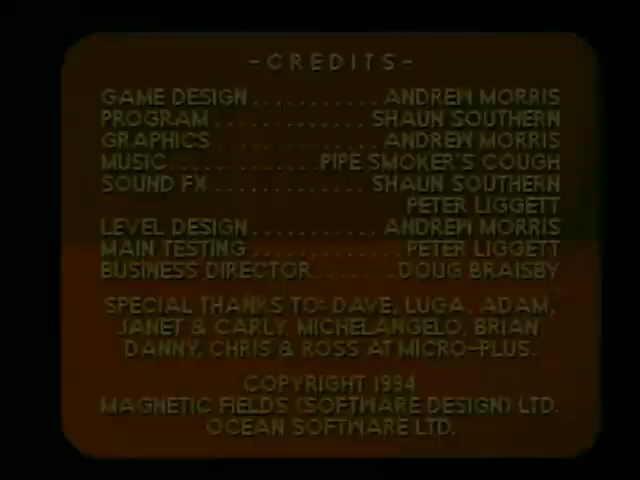 -CREDITS-
GAME DESIGN........... ANDREW MORRIS
PROGRAM............. SHAUN SOUTHERN
GRAPHICS............. ANDREW MORRIS
MUSIC............. PIPE SMOKER'S COUGH
SOUND FX............. SHAUN SOUTHERN
PETER LIGGETT
LEVEL DESIGN........... ANDREW MORRIS
MAIN TESTING............. PETER LIGGETT
BUSINESS DIRECTOR....... DOUG BRAISBY
SPECIAL THANKS TO: DAVE, LUGA, ADAM,
JANET & CARLY, MICHELANGELO, BRIAN,
DANNY, CHRIS & ROSS AT MICRO-PLUS.
COPYRIGHT 1994
MAGNETIC FIELDS (SOFTWARE DESIGN) LTD.
OCEAN SOFTWARE LTD.